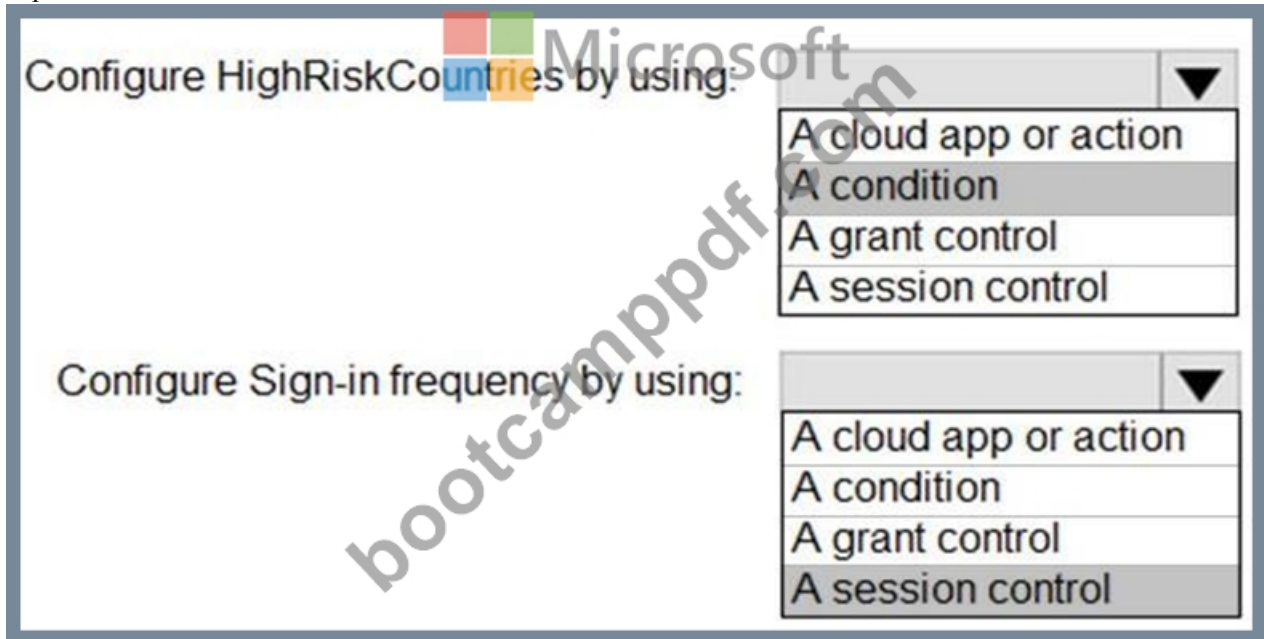 Microsoft
Configure HighRiskCountries by using:
A cloud app or action
A condition
A grant control
A session control
Configure Sign-in frequency by using:
A cloud app or action
A condition
A grant control
A session control
bootcamppdf.com